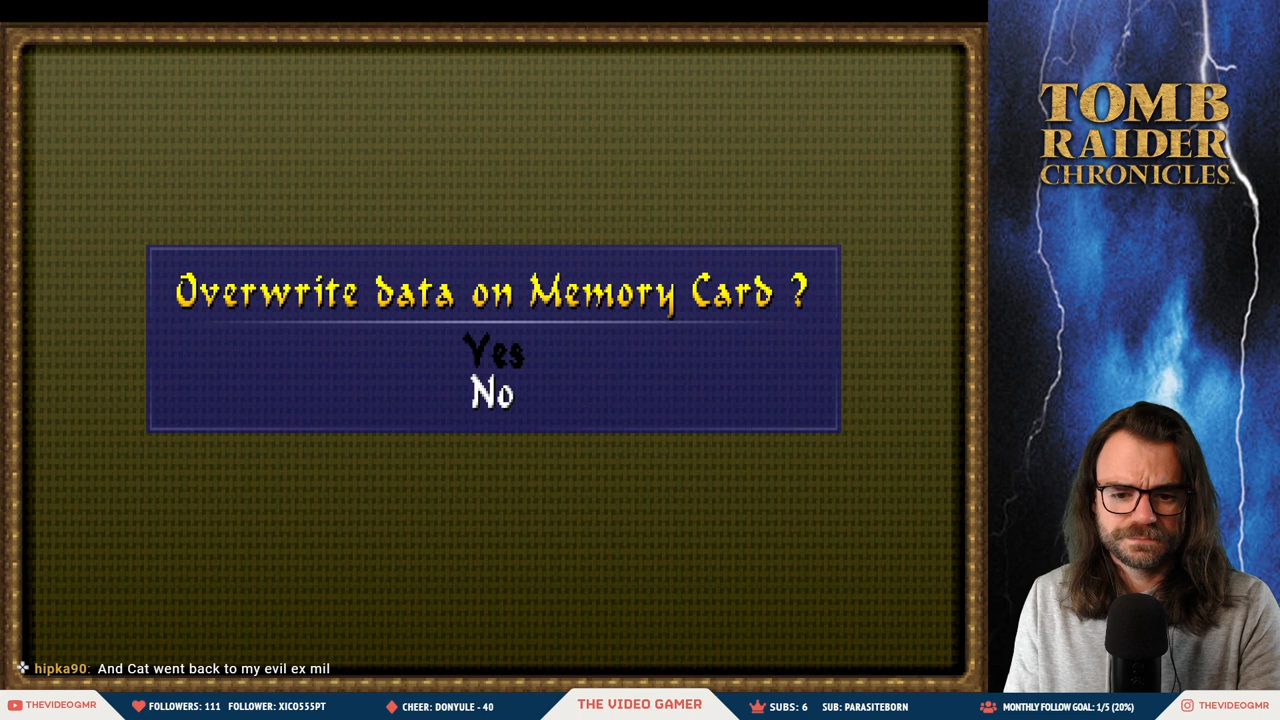 TOMB
RAIDER
CHRONICLES
Overwrite data on Memory Card ?
Yes
No
hipka90: And Cat went back to my evil ex mil
THEVIDEOGMR
FOLLOWERS: 111 FOLLOWER: XIC0555PT
CHEER: DONYULE - 40
THE VIDEO GAMER
SUBS: 6 SUB: PARASITEBORN
MONTHLY FOLLOW GOAL: 1/5 (20%)
THEVIDEOGMR